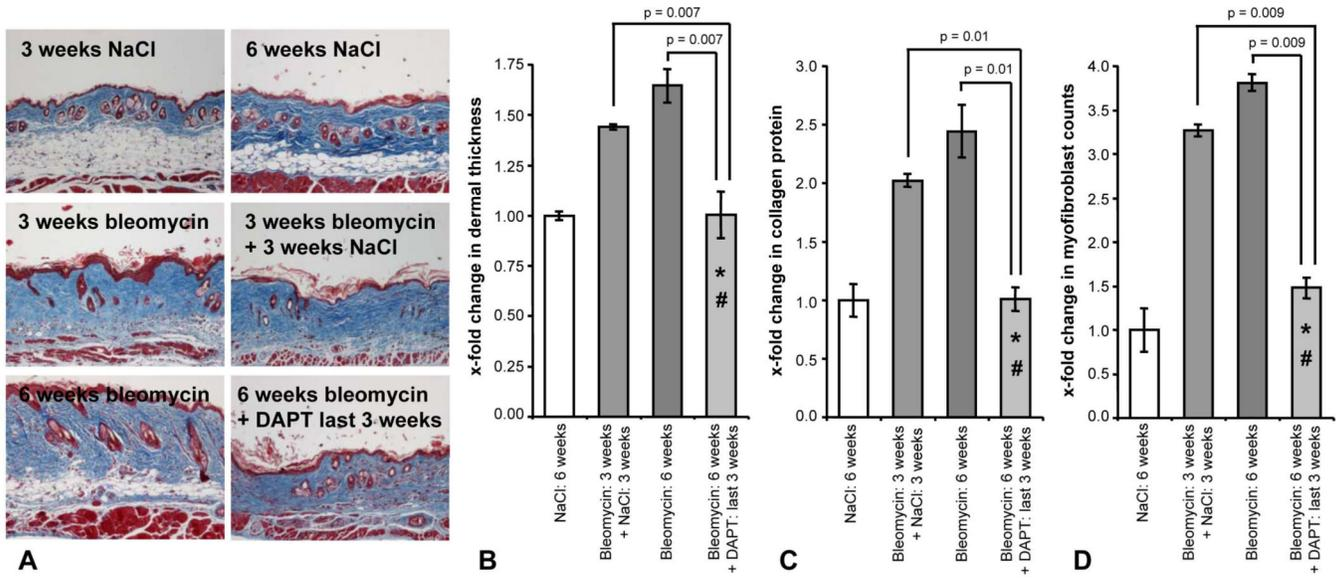 3 weeks NaCl
6 weeks NaCl
3 weeks bleomycin
3 weeks bleomycin
+ 3 weeks NaCl
6 weeks bleomycin
6 weeks bleomycin
+ DAPT last 3 weeks
A
p = 0.007
p = 0.007
x-fold change in dermal thickness
1.75
1.50
1.25
1.00
0.75
0.50
0.25
0.00
*
#
NaCl: 6 weeks
Bleomycin: 3 weeks
+ NaCl: 3 weeks
Bleomycin: 6 weeks
Bleomycin: 6 weeks
+ DAPT: last 3 weeks
B
p = 0.01
p = 0.01
x-fold change in collagen protein
3.0
2.5
2.0
1.5
1.0
0.5
0.0
*
#
NaCl: 6 weeks
Bleomycin: 3 weeks
+ NaCl: 3 weeks
Bleomycin: 6 weeks
Bleomycin: 6 weeks
+ DAPT: last 3 weeks
C
p = 0.009
p = 0.009
x-fold change in myofibroblast counts
4.0
3.5
3.0
2.5
2.0
1.5
1.0
0.5
0.0
*
#
NaCl: 6 weeks
Bleomycin: 3 weeks
+ NaCl: 3 weeks
Bleomycin: 6 weeks
Bleomycin: 6 weeks
+ DAPT: last 3 weeks
D